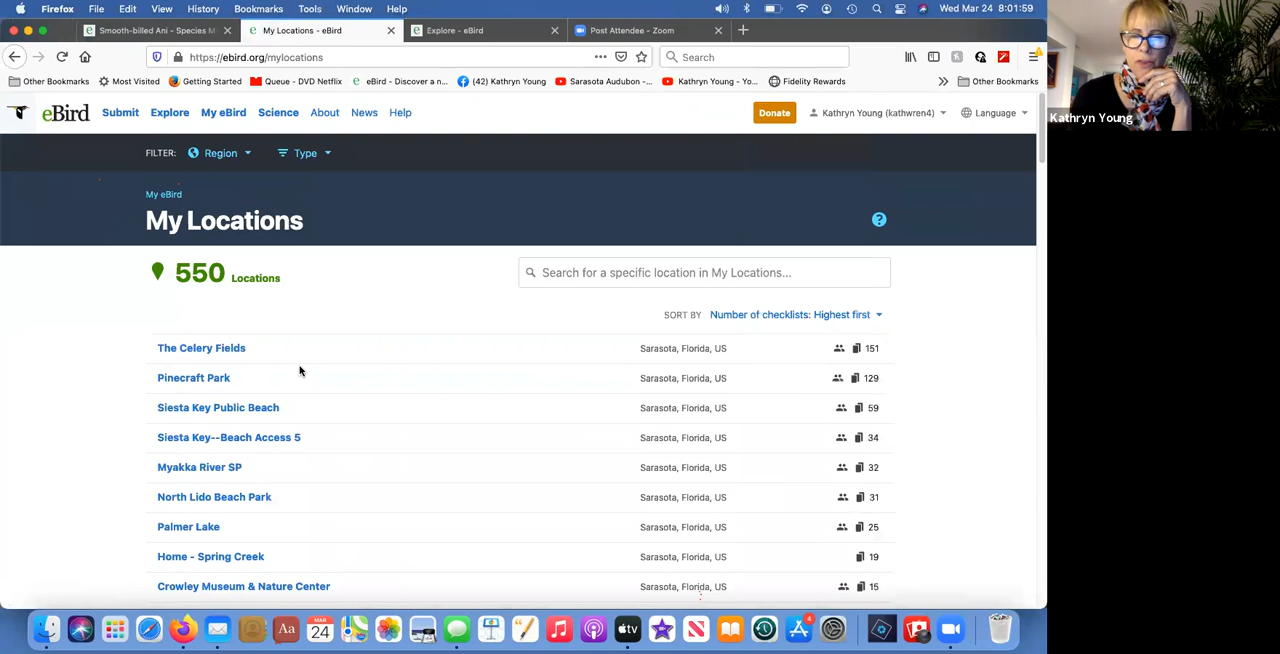 Firefox File Edit View History Bookmarks Tools Window Help Wed Mar 24 8:01:59
Smooth-billed Ani - Species M My Locations - eBird Explore - eBird Post Attendee - Zoom
https://ebird.org/mylocations Search
Other Bookmarks Most Visited Getting Started Queue - DVD Netflix eBird - Discover a n... (42) Kathryn Young Sarasota Audubon -... Kathryn Young - Yo... Fidelity Rewards Other Bookmarks
eBird Submit Explore My eBird Science About News Help Donate Kathryn Young (kathwren4) Language
Kathryn Young
FILTER: Region Type
My eBird
My Locations
550 Locations
Search for a specific location in My Locations...
SORT BY Number of checklists: Highest first
The Celery Fields Sarasota, Florida, US 151
Pinecraft Park Sarasota, Florida, US 129
Siesta Key Public Beach Sarasota, Florida, US 59
Siesta Key--Beach Access 5 Sarasota, Florida, US 34
Myakka River SP Sarasota, Florida, US 32
North Lido Beach Park Sarasota, Florida, US 31
Palmer Lake Sarasota, Florida, US 25
Home - Spring Creek Sarasota, Florida, US 19
Crowley Museum & Nature Center Sarasota, Florida, US 15
Aa MAR 24 tv 4